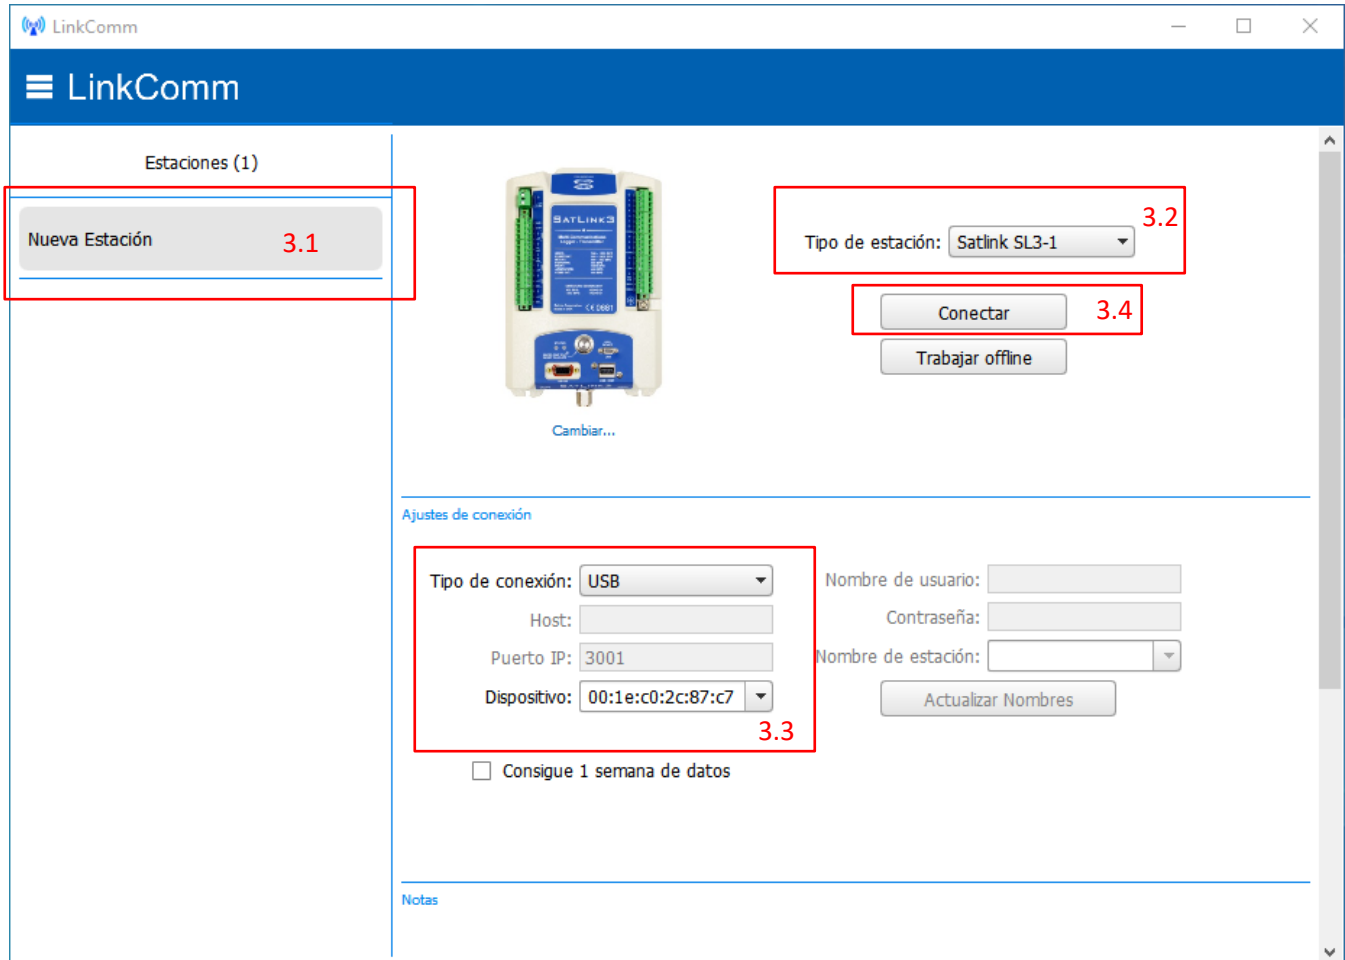 LinkComm
LinkComm
Estaciones (1)
Nueva Estación
3.1
SATLINK3
Tipo de estación: Satlink SL3-1
3.2
Conectar
3.4
Trabajar offline
Cambiar...
Ajustes de conexión
Tipo de conexión: USB
Host:
Puerto IP: 3001
Dispositivo: 00:1e:c0:2c:87:c7
3.3
Nombre de usuario:
Contraseña:
Nombre de estación:
Actualizar Nombres
Consigue 1 semana de datos
Notas